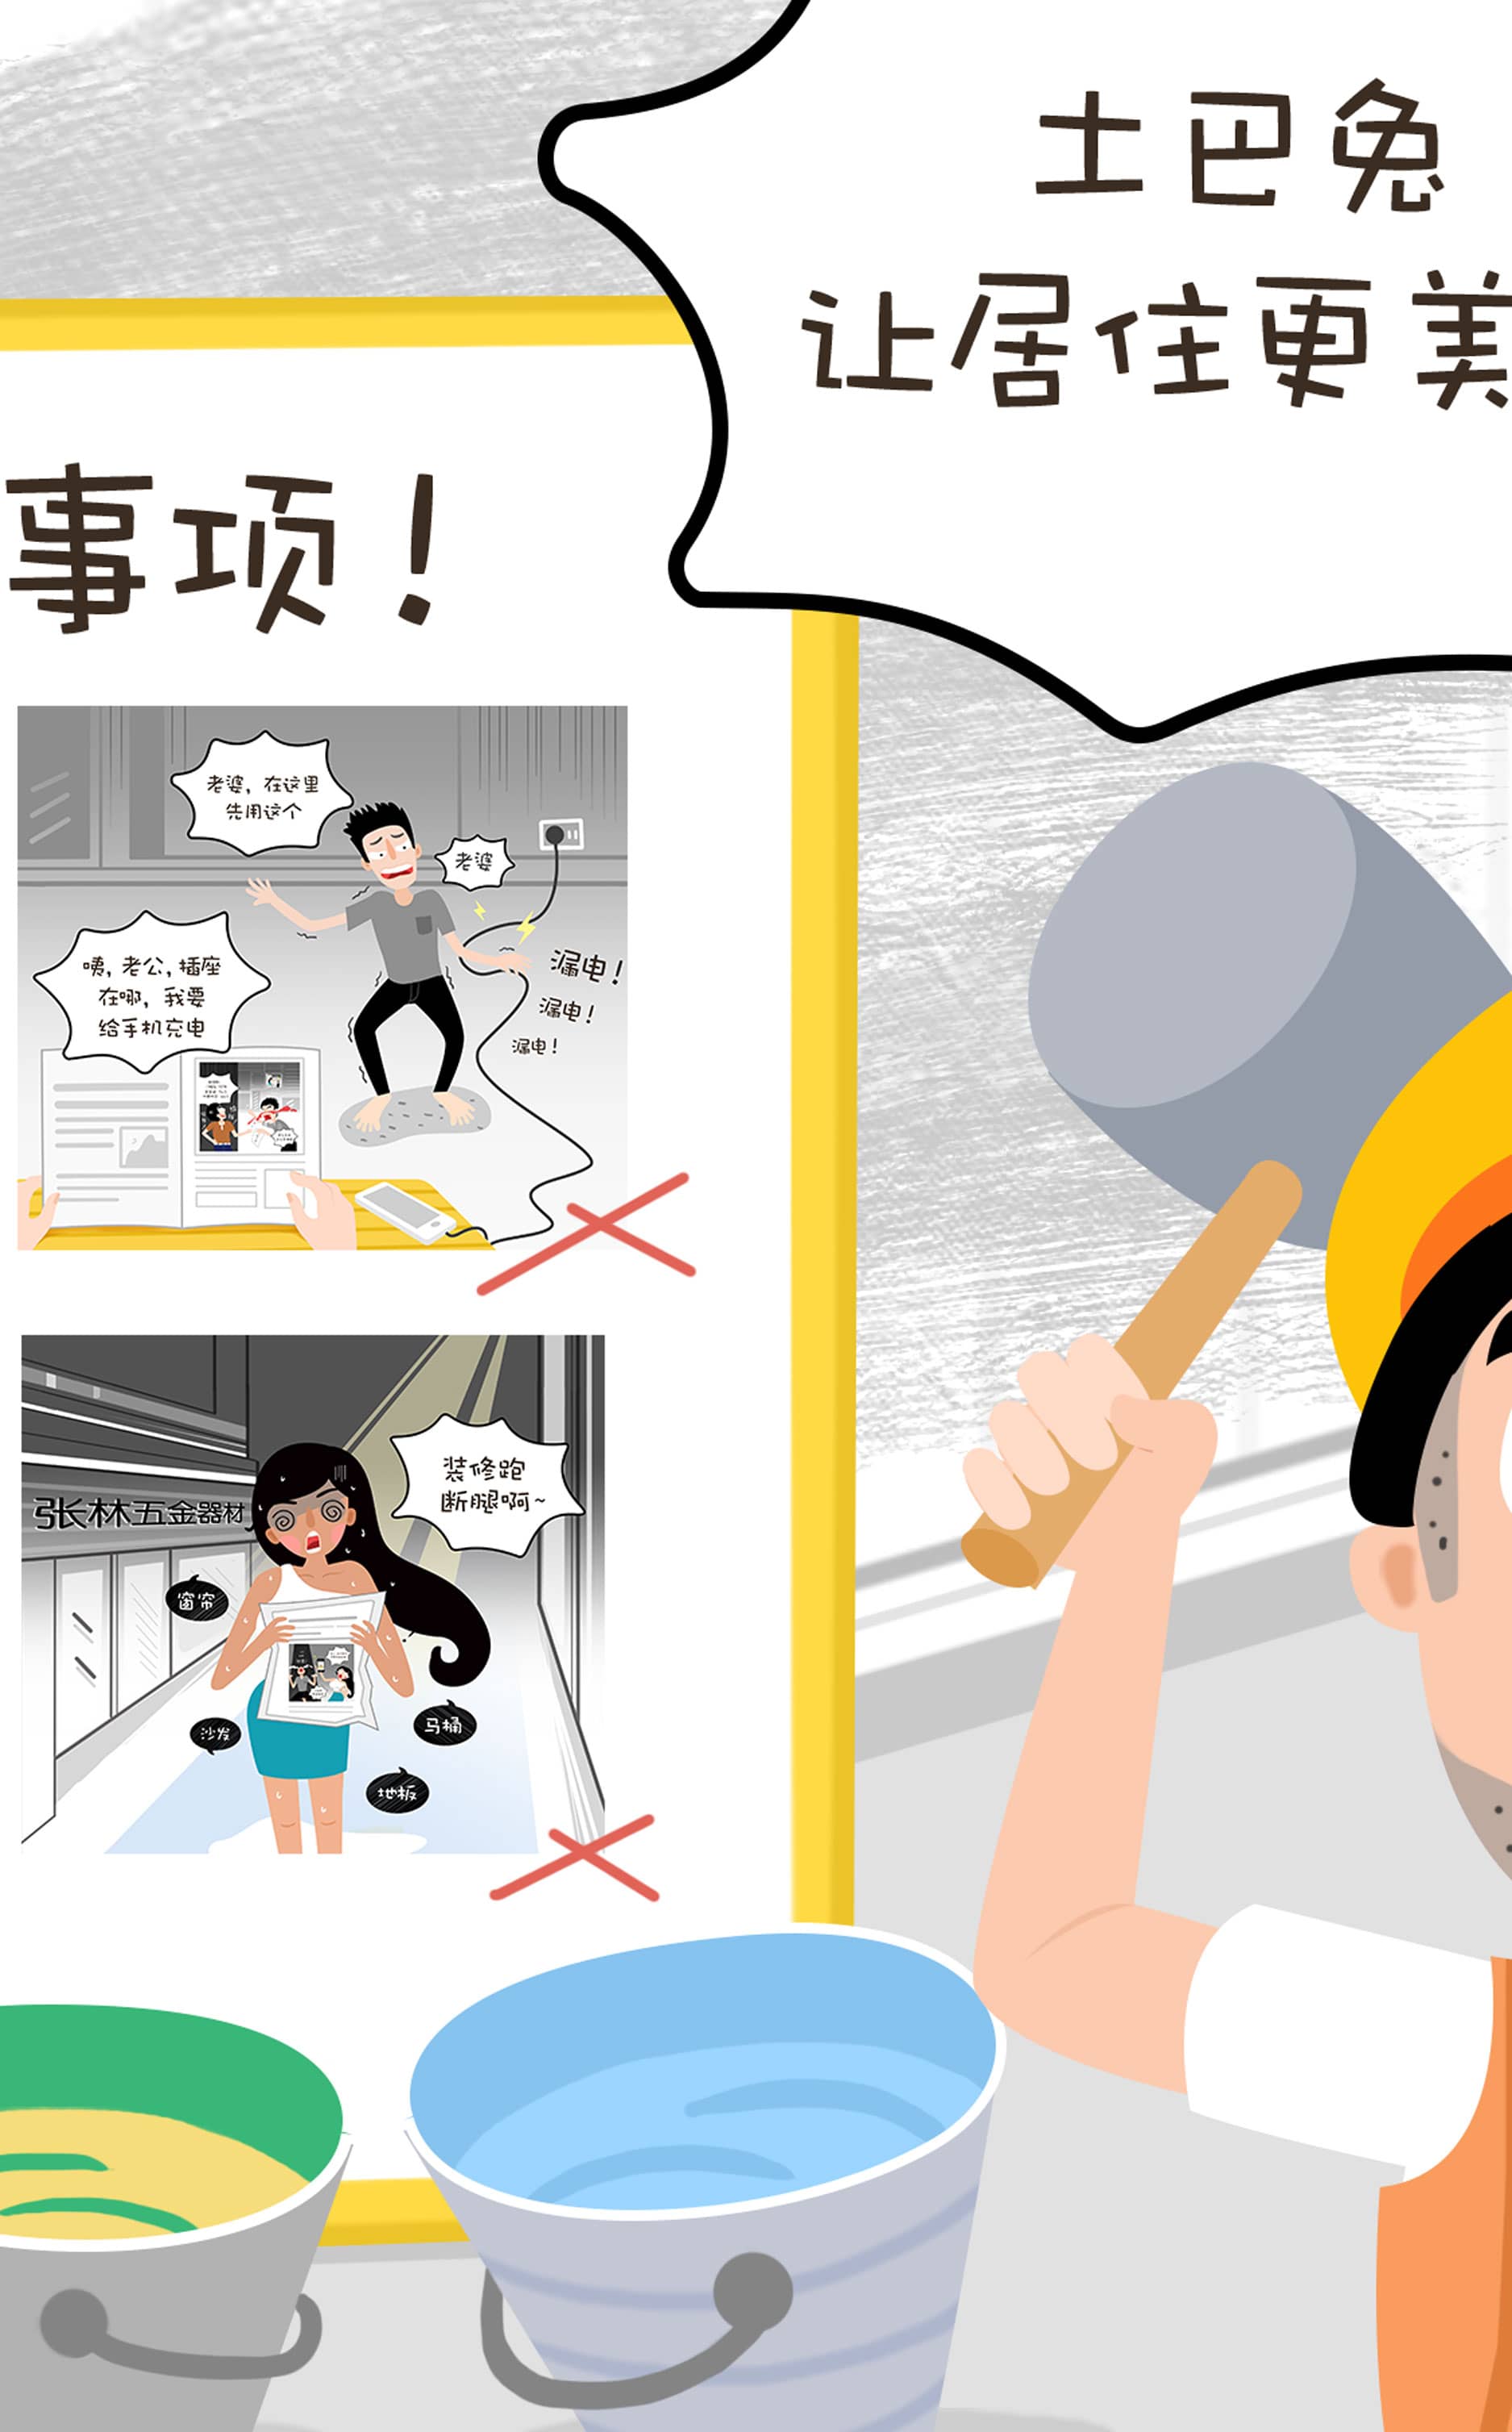 土巴兔
让居住更美
事项！
老婆，在这里
先用这个
老婆
咦，老公，插座
在哪，我要
给手机充电
漏电！
漏电！
漏电！
装修跑
断腿啊~
张林五金器材
窗帘
沙发
马桶
地板